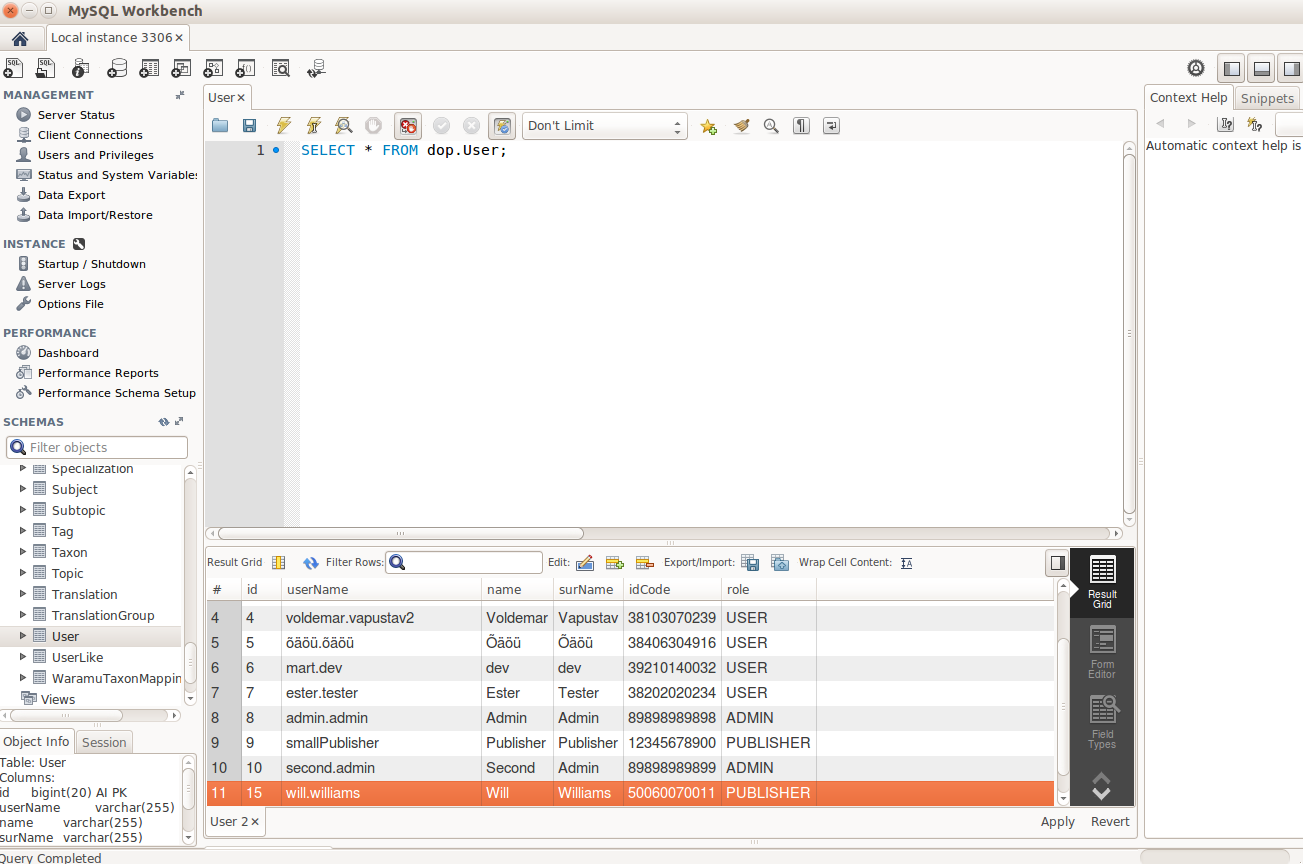 MySQL Workbench
Local instance 3306
MANAGEMENT
Server Status
Client Connections
Users and Privileges
Status and System Variables
Data Export
Data Import/Restore
INSTANCE
Startup / Shutdown
Server Logs
Options File
PERFORMANCE
Dashboard
Performance Reports
Performance Schema Setup
SCHEMAS
Filter objects
Specialization
Subject
Subtopic
Tag
Taxon
Topic
Translation
TranslationGroup
User
UserLike
WaramuTaxonMappin
Views
Object Info Session
Table: User
Columns:
id bigint(20) AI PK
userName varchar(255)
name varchar(255)
surName varchar(255)
Query Completed
User
Don't Limit
1 SELECT * FROM dop.User;
Result Grid Filter Rows: Edit: Export/Import: Wrap Cell Content:
# id userName name surName idCode role
4 4 voldemar.vapustav2 Voldemar Vapustav 38103070239 USER
5 5 õäöü.õäöü Õäöü Õäöü 38406304916 USER
6 6 mart.dev dev dev 39210140032 USER
7 7 ester.tester Ester Tester 38202020234 USER
8 8 admin.admin Admin Admin 89898989898 ADMIN
9 9 smallPublisher Publisher Publisher 12345678900 PUBLISHER
10 10 second.admin Second Admin 89898989899 ADMIN
11 15 will.williams Will Williams 50060070011 PUBLISHER
User 2
Apply Revert
Result
Grid
Form
Editor
Field
Types
Context Help Snippets
Automatic context help is